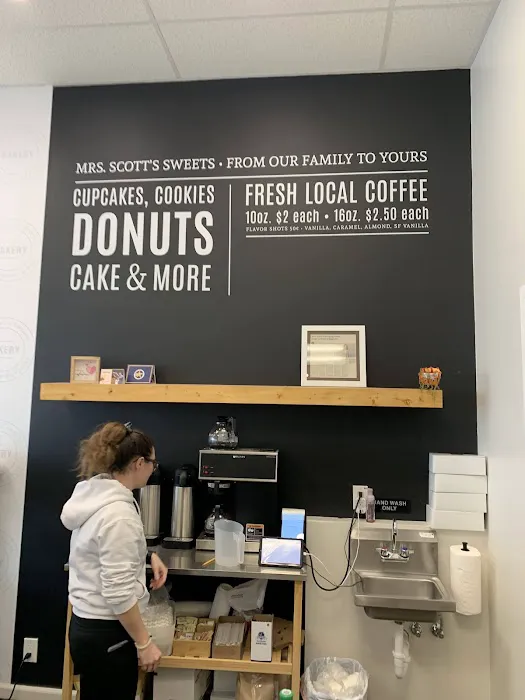 MRS. SCOTT'S SWEETS • FROM OUR FAMILY TO YOURS
CUPCAKES, COOKIES
DONUTS
CAKE & MORE
FRESH LOCAL COFFEE
10oz. $2 each • 16oz. $2.50 each
FLAVOR SHOTS 50¢ - VANILLA, CARAMEL, ALMOND, SF VANILLA
HAND WASH
ONLY